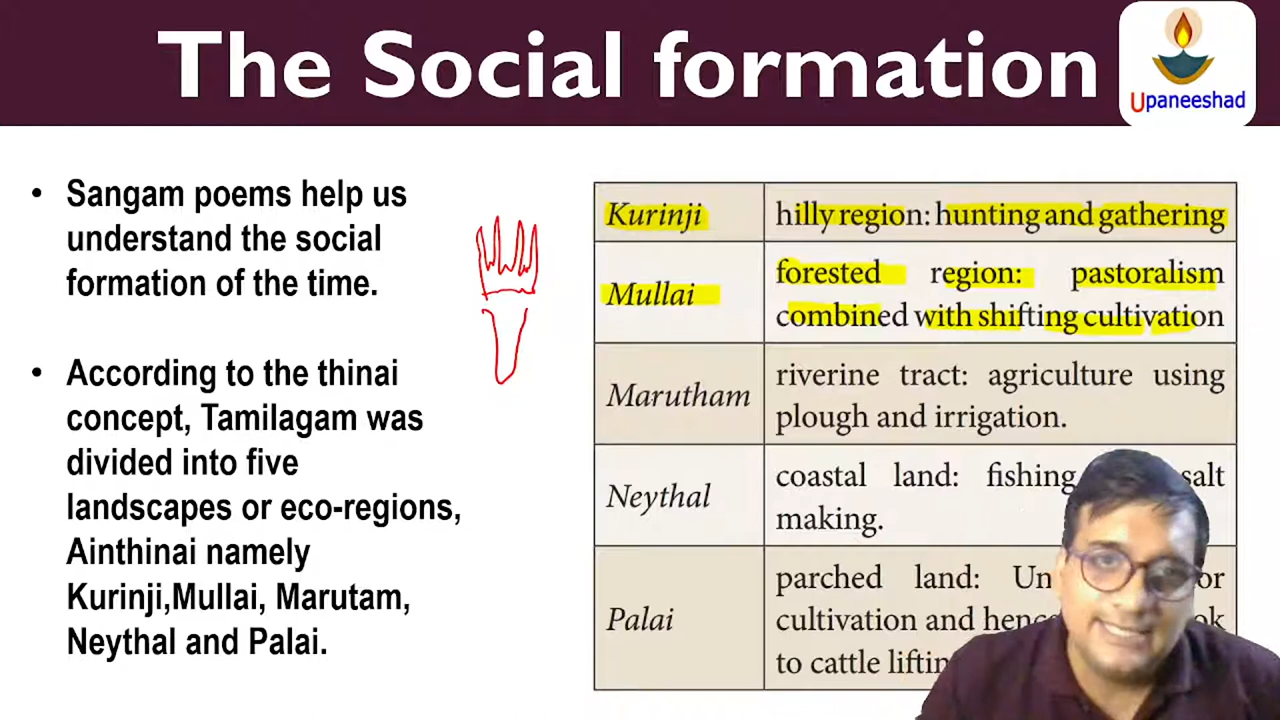 The Social formation
Upaneeshad
• Sangam poems help us
understand the social
formation of the time.
• According to the thinai
concept, Tamilagam was
divided into five
landscapes or eco-regions,
Ainthinai namely
Kurinji,Mullai, Marutam,
Neythal and Palai.
Kurinji
hilly region: hunting and gathering
Mullai
forested region: pastoralism
combined with shifting cultivation
Marutham
riverine tract: agriculture using
plough and irrigation.
Neythal
coastal land: fishing salt
making.
Palai
parched land:
cultivation and
to cattle